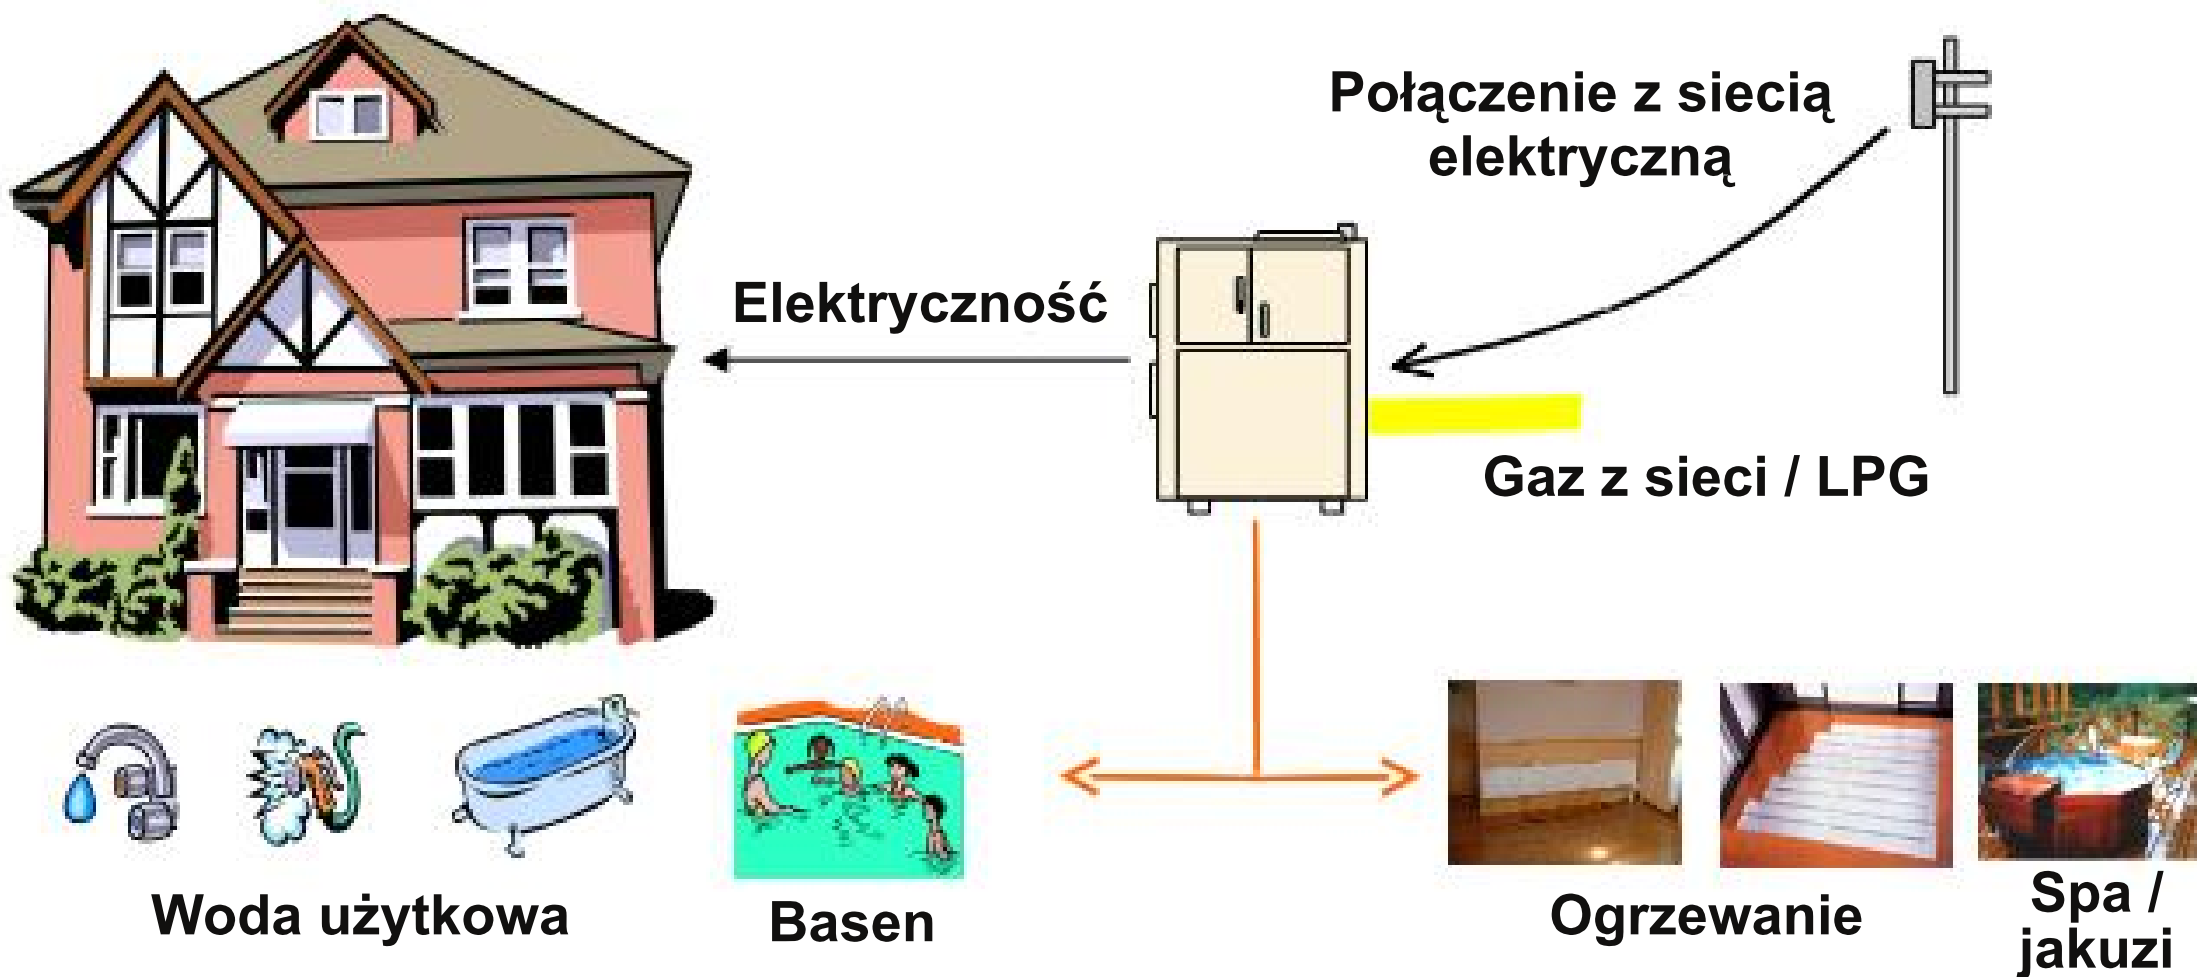 Połączenie z siecią
elektryczną
Elektryczność
Gaz z sieci / LPG
Woda użytkowa
Basen
Ogrzewanie
Spa /
jakuzi